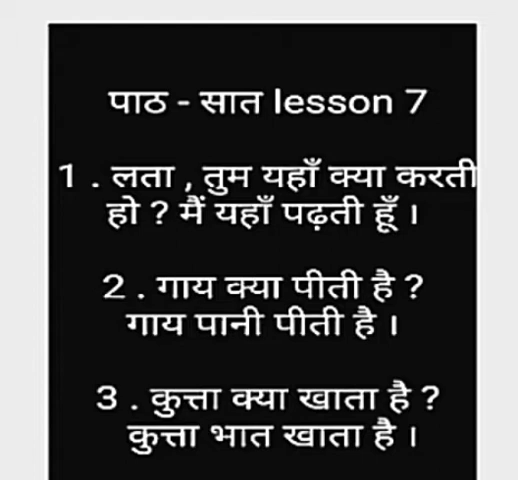 पाठ - सात lesson 7
1 . लता , तुम यहाँ क्या करती
हो ? मैं यहाँ पढ़ती हूँ ।
2 . गाय क्या पीती है ?
गाय पानी पीती है ।
3 . कुत्ता क्या खाता है ?
कुत्ता भात खाता है ।